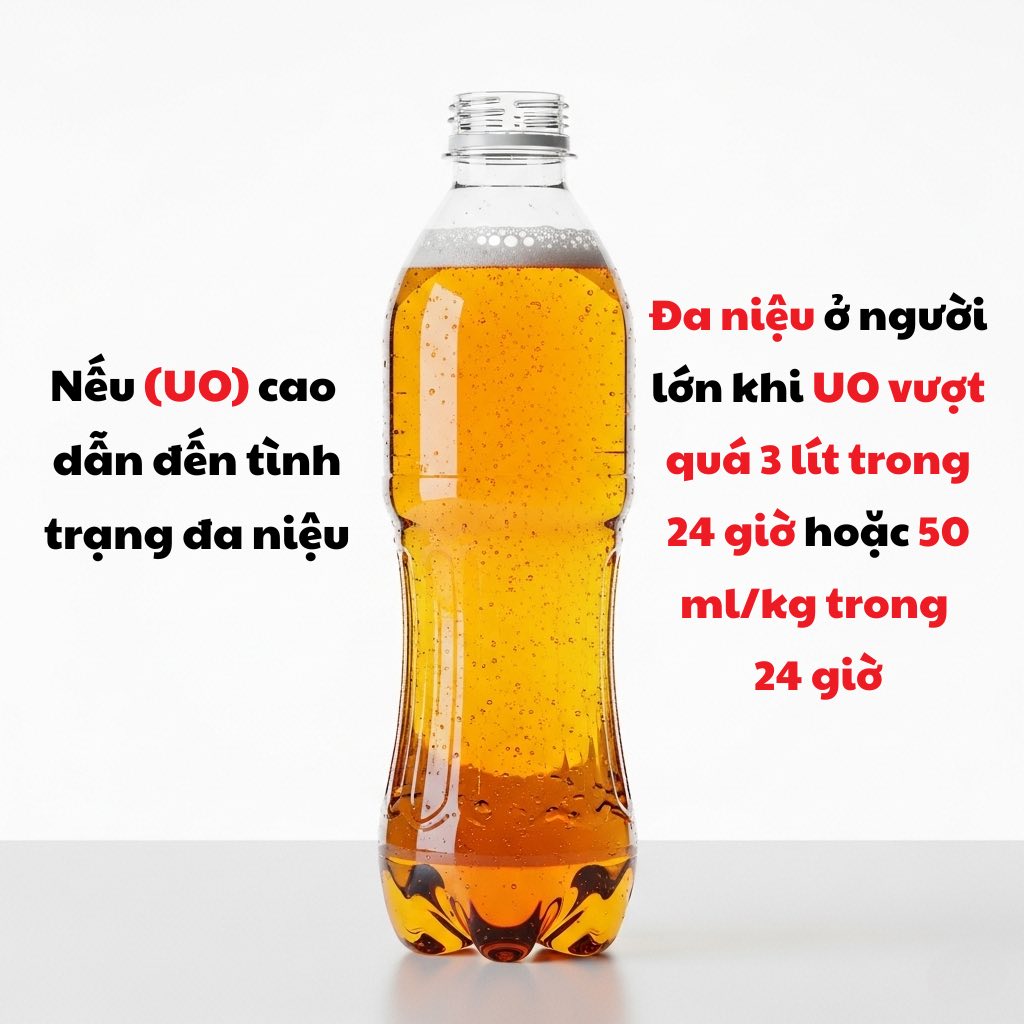 Nếu (UO) cao
dẫn đến tình
trạng đa niệu
Đa niệu ở người
lớn khi UO vượt
quá 3 lít trong
24 giờ hoặc 50
ml/kg trong
24 giờ